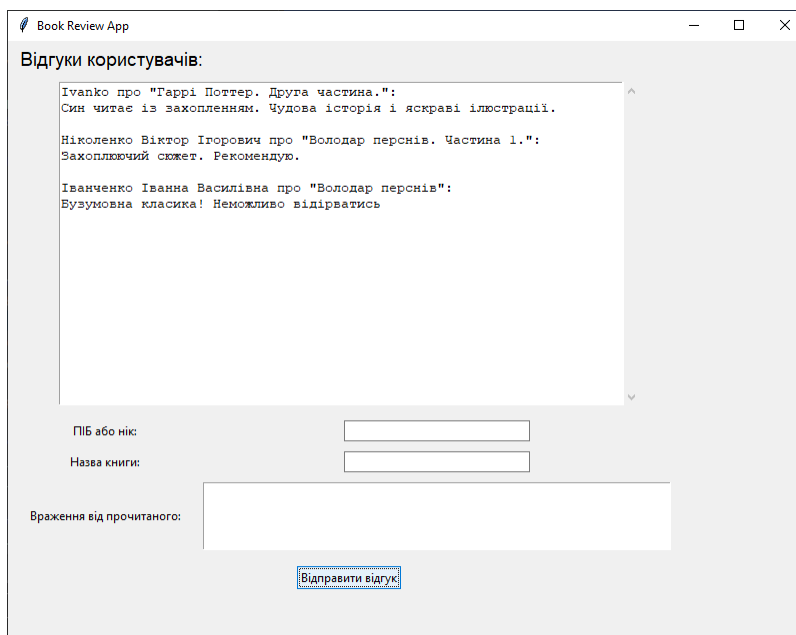 Book Review App
Відгуки користувачів:
Ivanko про "Гаррі Поттер. Друга частина.":
Син читає із захопленням. Чудова історія і яскраві ілюстрації.
Ніколенко Віктор Ігорович про "Володар перснів. Частина 1.":
Захоплюючий сюжет. Рекомендую.
Іванченко Іванна Василівна про "Володар перснів":
Бузумовна класика! Неможливо відірватись
ПІБ або нік:
Назва книги:
Враження від прочитаного:
Відправити відгук